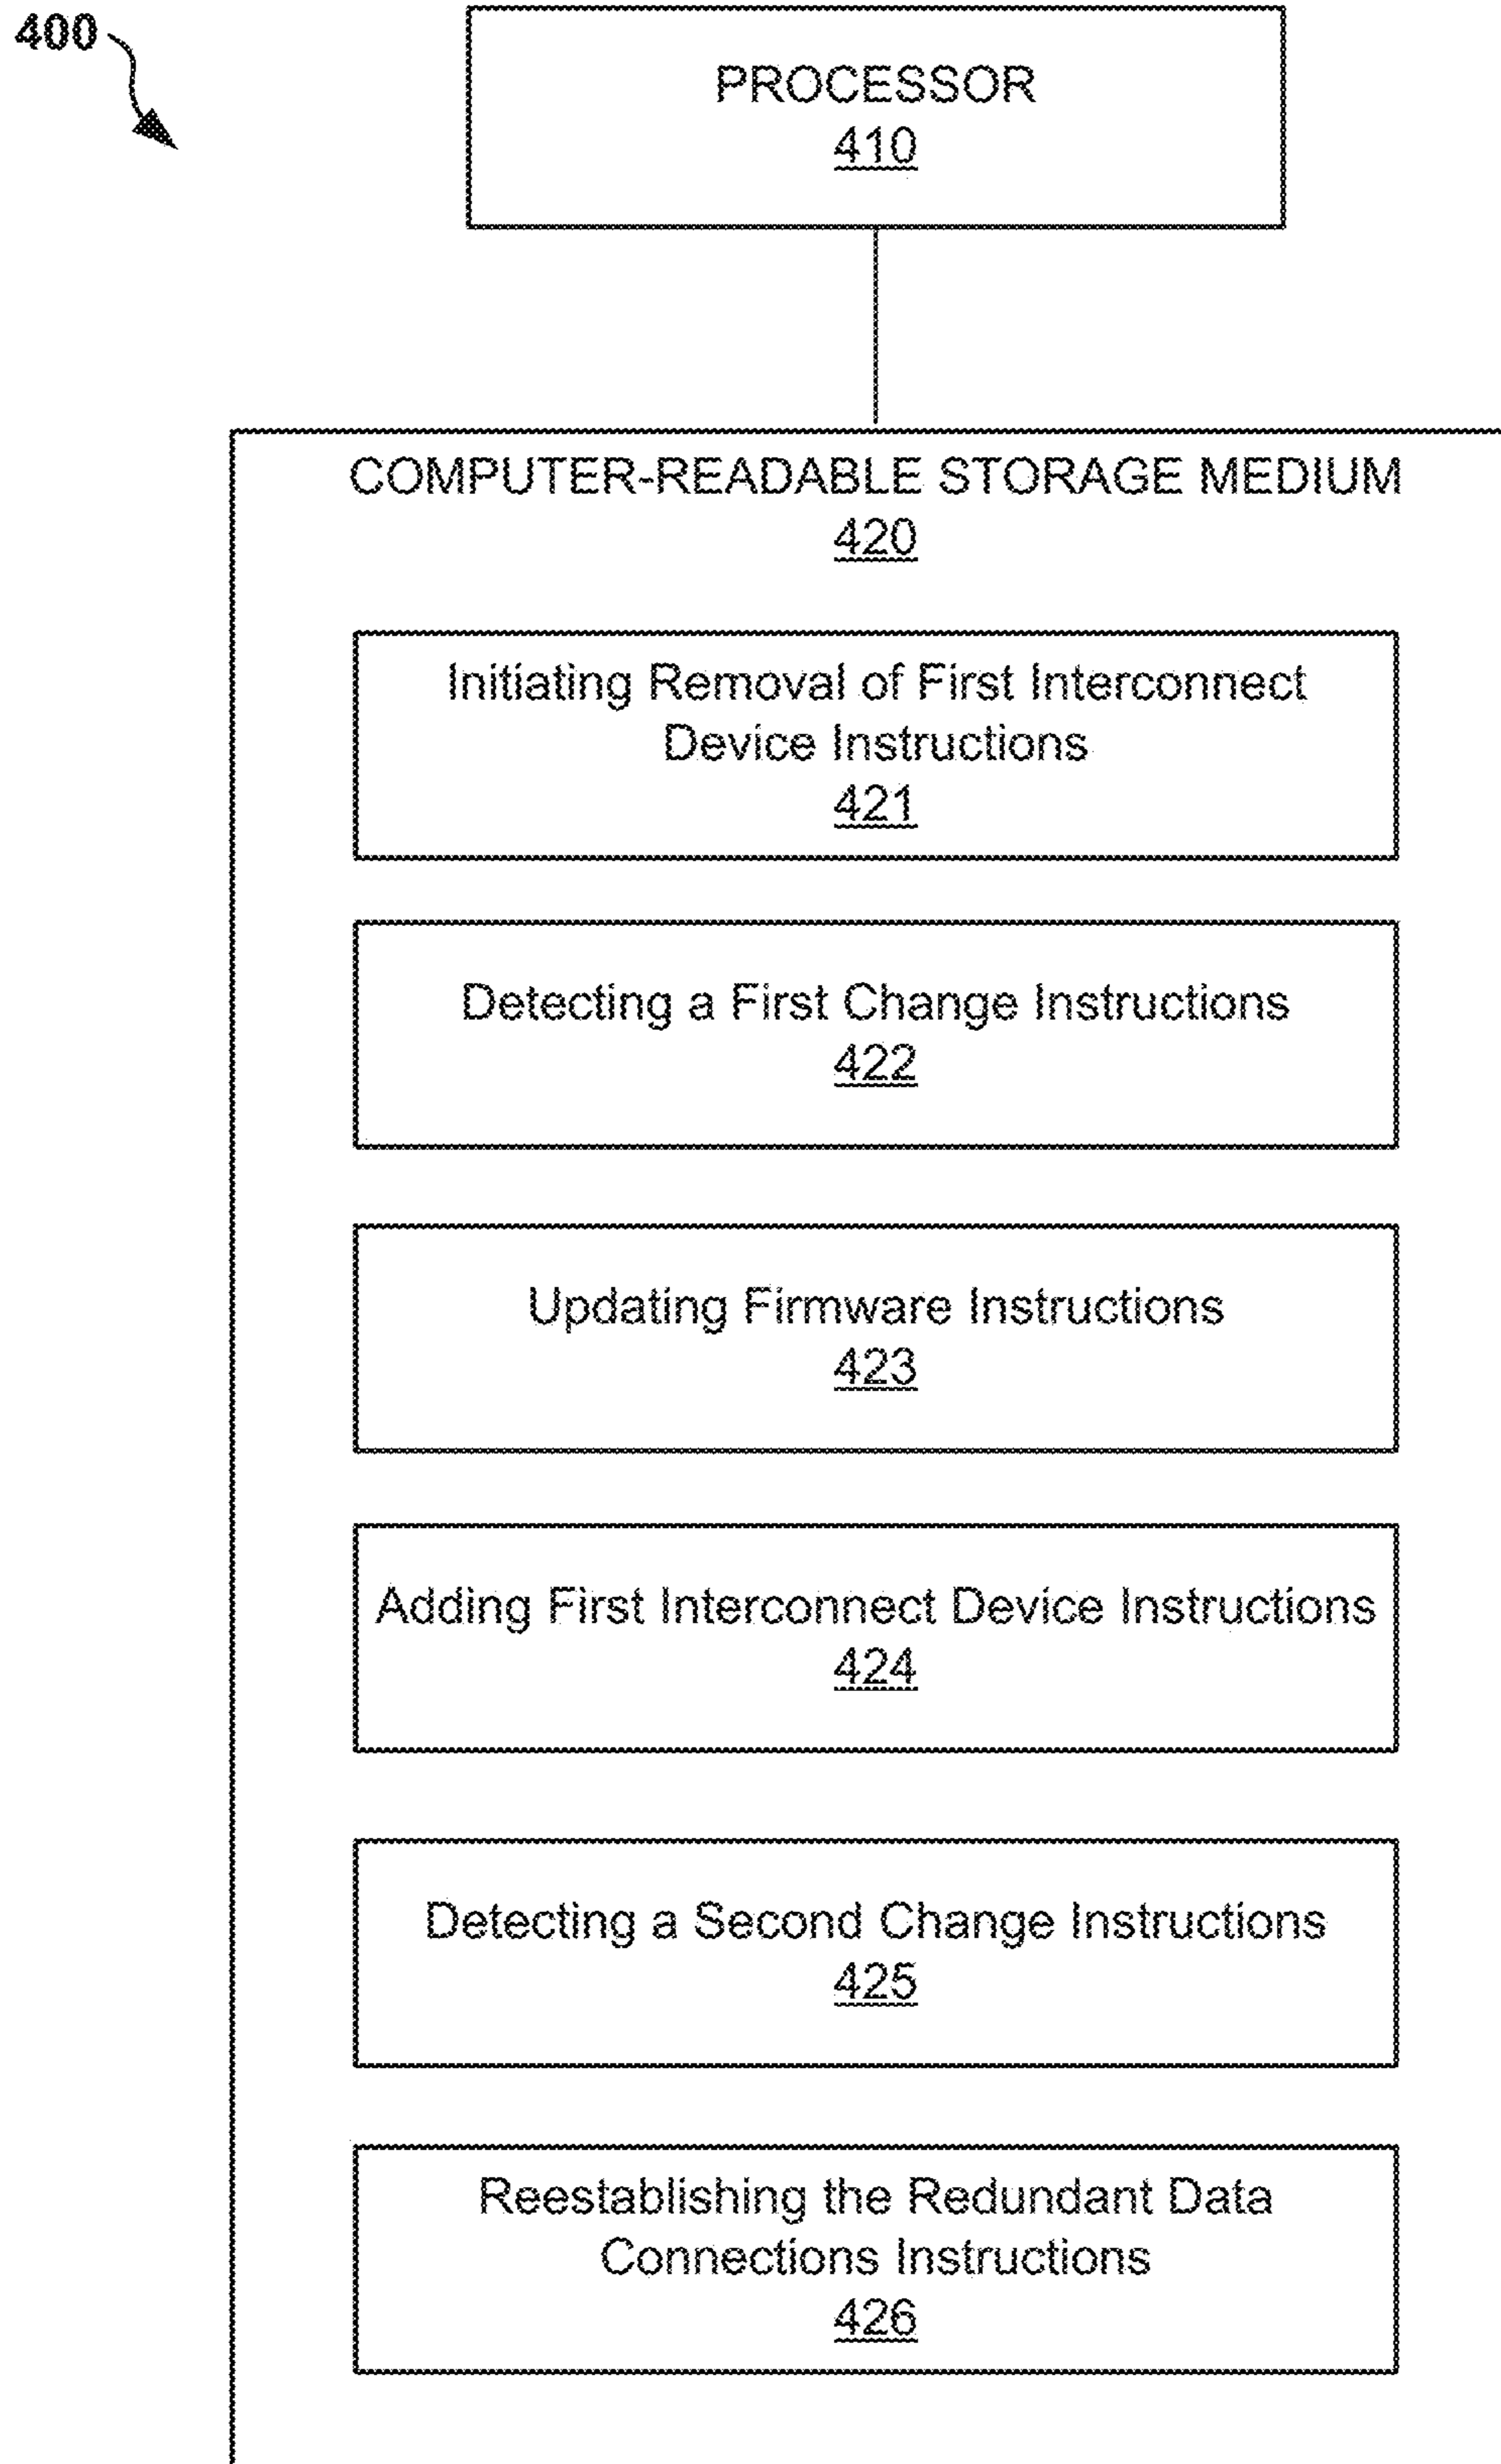 400
PROCESSOR
410
COMPUTER-READABLE STORAGE MEDIUM
420
Initiating Removal of First Interconnect
Device Instructions
421
Detecting a First Change Instructions
422
Updating Firmware Instructions
423
Adding First Interconnect Device Instructions
424
Detecting a Second Change Instructions
425
Reestablishing the Redundant Data
Connections Instructions
426